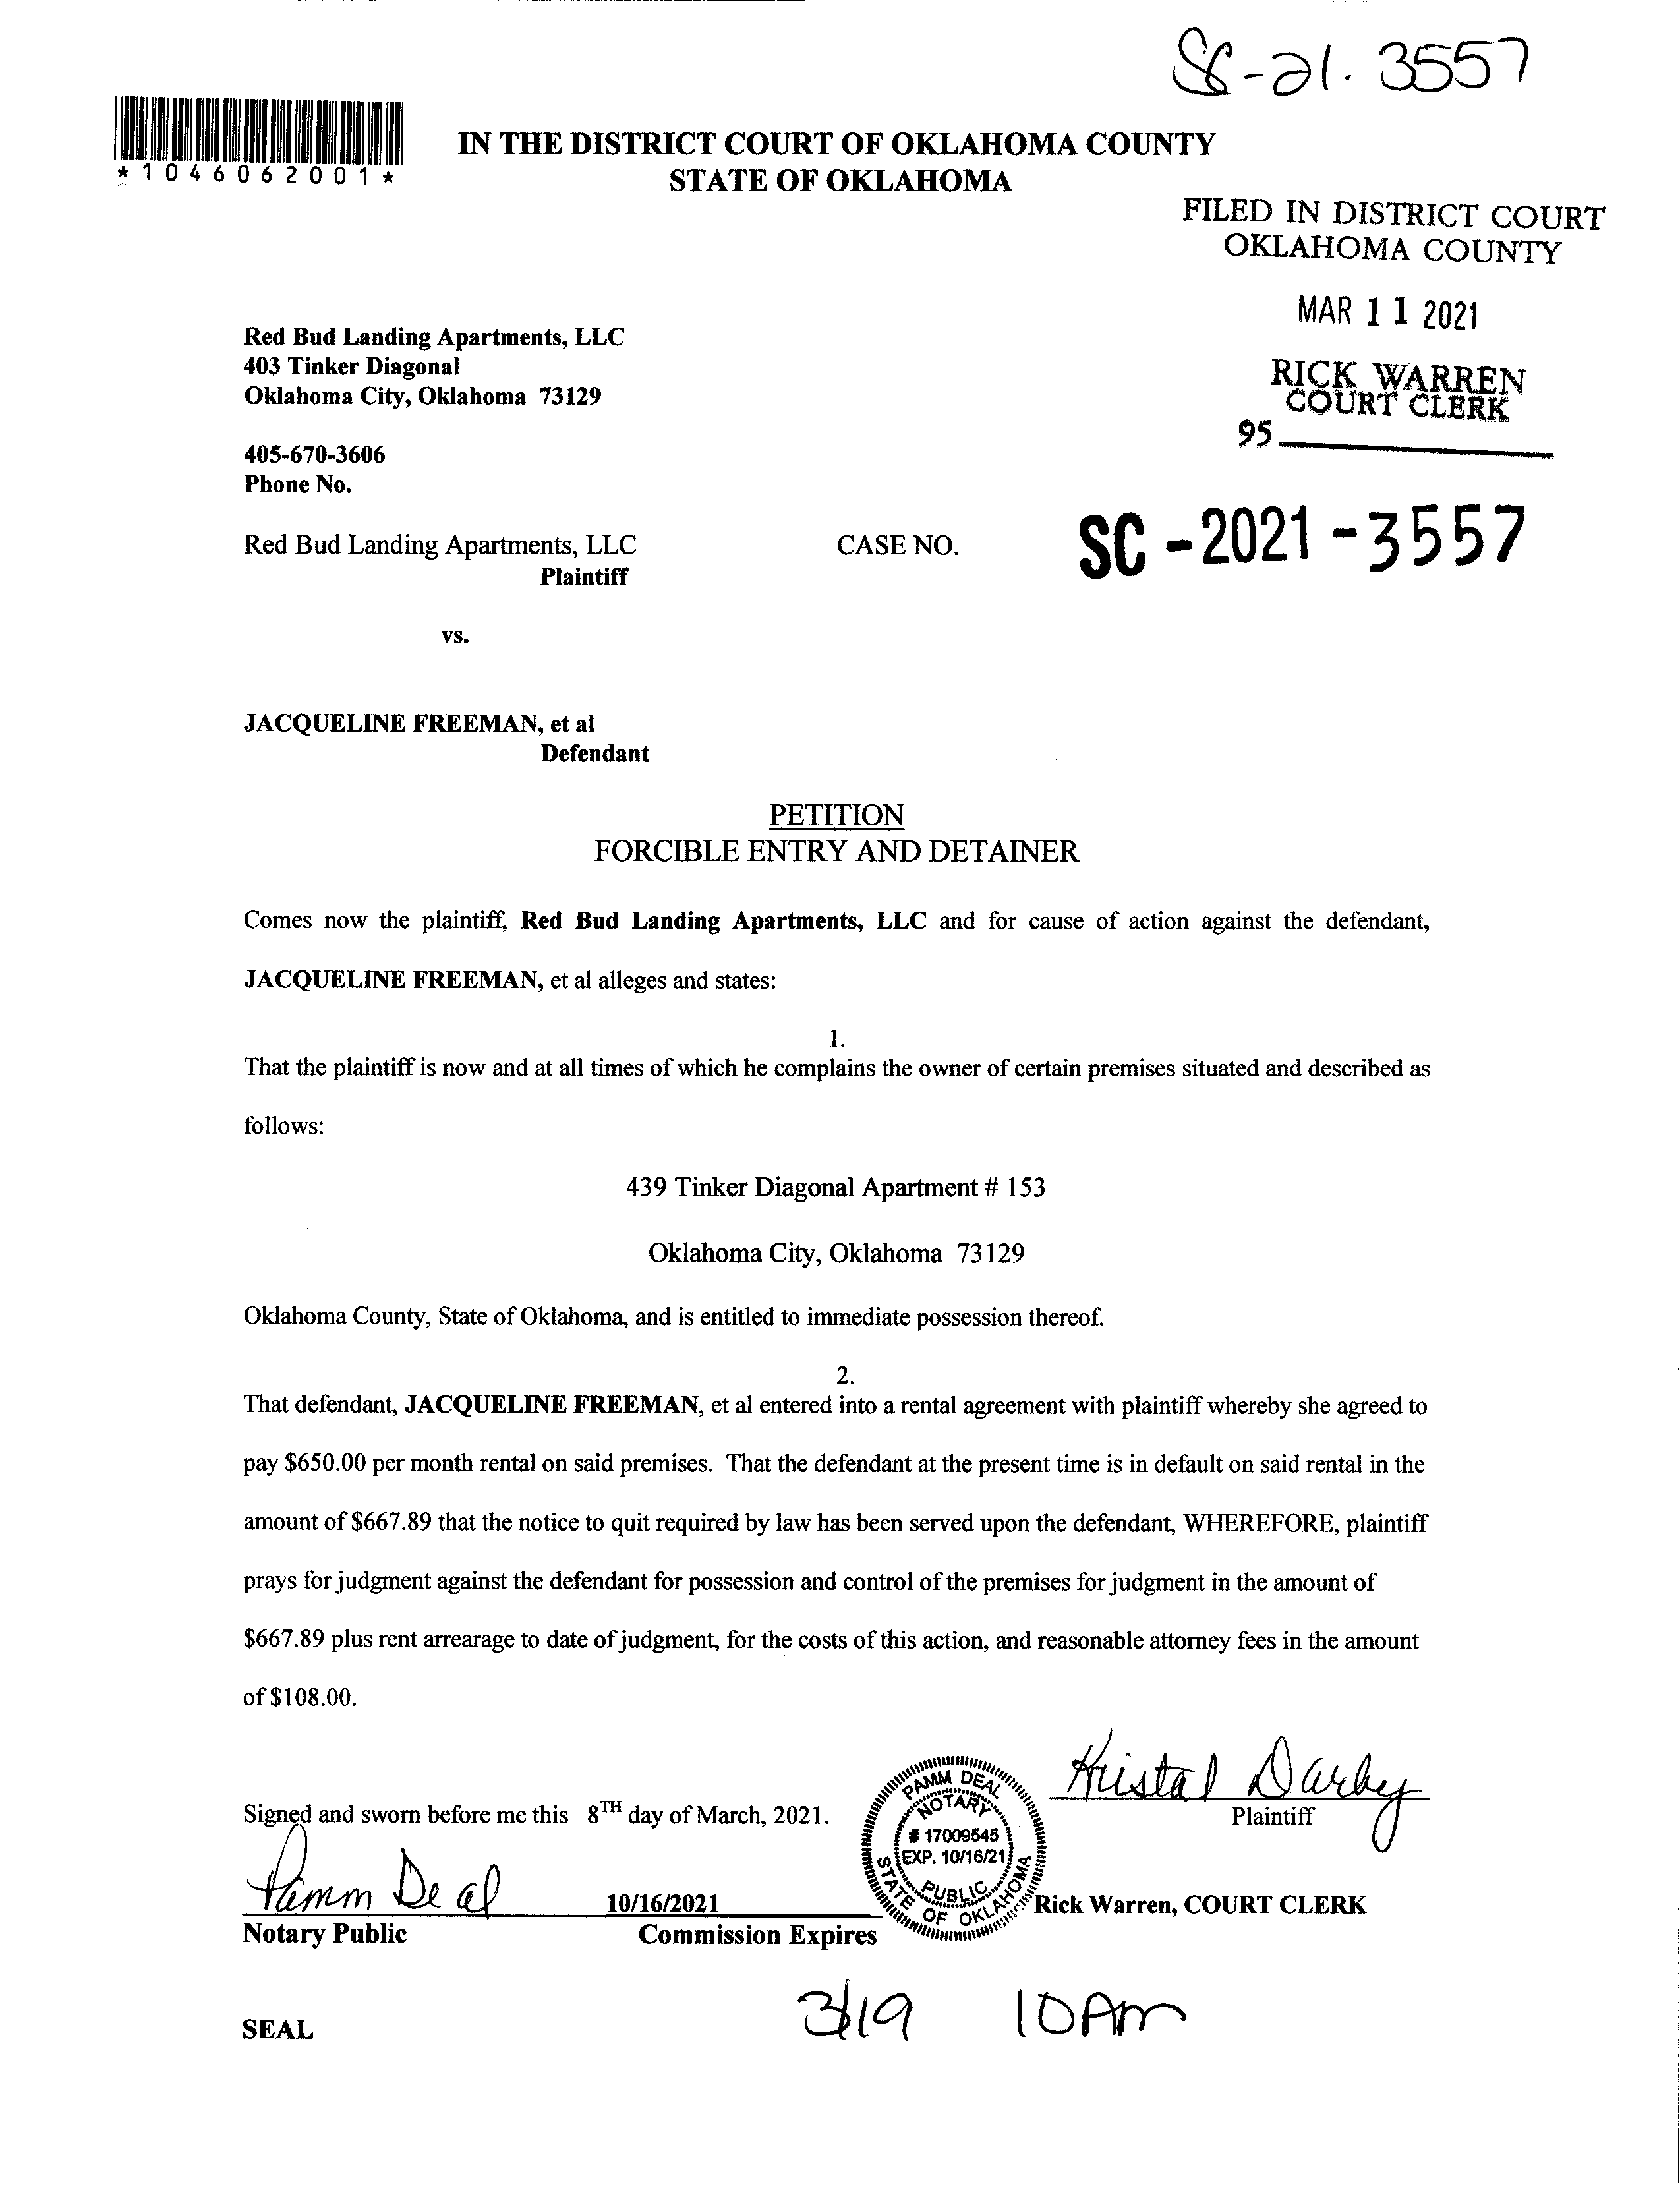 SC-21. 3557
*1046062001*
IN THE DISTRICT COURT OF OKLAHOMA COUNTY
STATE OF OKLAHOMA
FILED IN DISTRICT COURT
OKLAHOMA COUNTY
MAR 11 2021
RICK WARREN
COURT CLERK
95
Red Bud Landing Apartments, LLC
403 Tinker Diagonal
Oklahoma City, Oklahoma 73129
405-670-3606
Phone No.
Red Bud Landing Apartments, LLC CASE NO. SC-2021-3557
Plaintiff
vs.
JACQUELINE FREEMAN, et al
Defendant
PETITION
FORCIBLE ENTRY AND DETAINER
Comes now the plaintiff, Red Bud Landing Apartments, LLC and for cause of action against the defendant,
JACQUELINE FREEMAN, et al alleges and states:
1.
That the plaintiff is now and at all times of which he complains the owner of certain premises situated and described as
follows:
439 Tinker Diagonal Apartment # 153
Oklahoma City, Oklahoma 73129
Oklahoma County, State of Oklahoma, and is entitled to immediate possession thereof.
2.
That defendant, JACQUELINE FREEMAN, et al entered into a rental agreement with plaintiff whereby she agreed to
pay $650.00 per month rental on said premises. That the defendant at the present time is in default on said rental in the
amount of $667.89 that the notice to quit required by law has been served upon the defendant, WHEREFORE, plaintiff
prays for judgment against the defendant for possession and control of the premises for judgment in the amount of
$667.89 plus rent arrearage to date of judgment, for the costs of this action, and reasonable attorney fees in the amount
of $108.00.
Kristal Darby
Plaintiff
Signed and sworn before me this 8TH day of March, 2021.
PAMM DEAL
NOTARY
# 17009545
EXP. 10/16/21
PUBLIC
STATE OF OKLAHOMA
Pamm Deal 10/16/2021
Notary Public Commission Expires
Rick Warren, COURT CLERK
SEAL
3/19 10AM